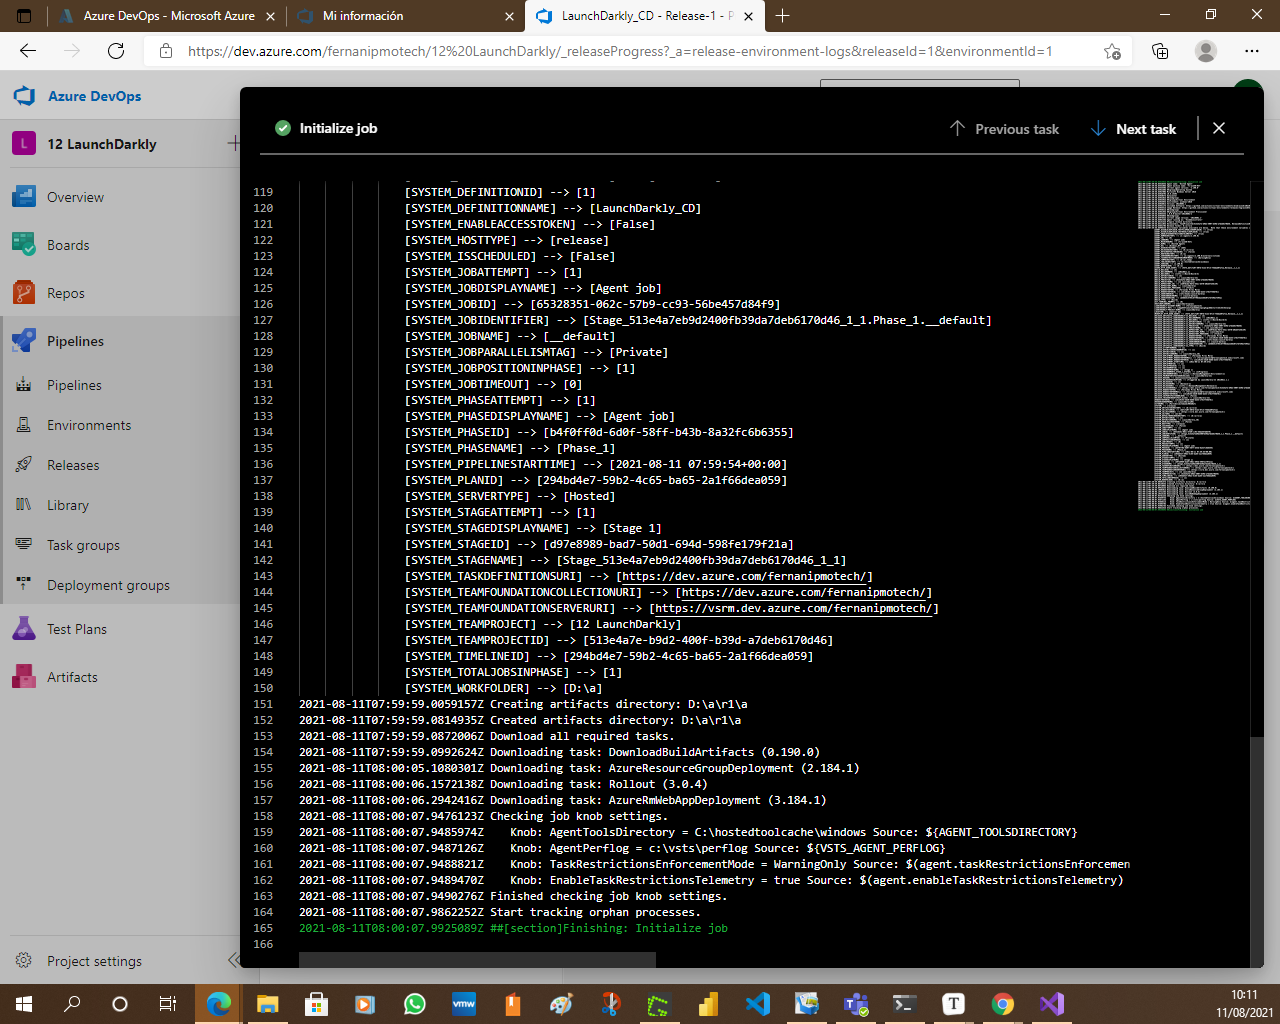 Azure DevOps - Microsoft Azure
Mi información
LaunchDarkly_CD - Release-1 - P
https://dev.azure.com/fernanipmotech/12%20LaunchDarkly/_releaseProgress?_a=release-environment-logs&releaseId=1&environmentId=1
Azure DevOps
L
12 LaunchDarkly
Overview
Boards
Repos
Pipelines
Pipelines
Environments
Releases
Library
Task groups
Deployment groups
Test Plans
Artifacts
Project settings
Initialize job
Previous task
Next task
119 [SYSTEM_DEFINITIONID] --> [1]
120 [SYSTEM_DEFINITIONNAME] --> [LaunchDarkly_CD]
121 [SYSTEM_ENABLEACCESSTOKEN] --> [False]
122 [SYSTEM_HOSTTYPE] --> [release]
123 [SYSTEM_ISSCHEDULED] --> [False]
124 [SYSTEM_JOBATTEMPT] --> [1]
125 [SYSTEM_JOBDISPLAYNAME] --> [Agent job]
126 [SYSTEM_JOBID] --> [65328351-062c-57b9-cc93-56be457d84f9]
127 [SYSTEM_JOBIDENTIFIER] --> [Stage_513e4a7eb9d2400fb39da7deb6170d46_1_1.Phase_1.__default]
128 [SYSTEM_JOBNAME] --> [__default]
129 [SYSTEM_JOBPARALLELISMTAG] --> [Private]
130 [SYSTEM_JOBPOSITIONINPHASE] --> [1]
131 [SYSTEM_JOBTIMEOUT] --> [0]
132 [SYSTEM_PHASEATTEMPT] --> [1]
133 [SYSTEM_PHASEDISPLAYNAME] --> [Agent job]
134 [SYSTEM_PHASEID] --> [b4f0ff0d-6d0f-58ff-b43b-8a32fc6b6355]
135 [SYSTEM_PHASENAME] --> [Phase_1]
136 [SYSTEM_PIPELINESTARTTIME] --> [2021-08-11 07:59:54+00:00]
137 [SYSTEM_PLANID] --> [294bd4e7-59b2-4c65-ba65-2a1f66dea059]
138 [SYSTEM_SERVERTYPE] --> [Hosted]
139 [SYSTEM_STAGEATTEMPT] --> [1]
140 [SYSTEM_STAGEDISPLAYNAME] --> [Stage 1]
141 [SYSTEM_STAGEID] --> [d97e8989-bad7-50d1-694d-598fe179f21a]
142 [SYSTEM_STAGENAME] --> [Stage_513e4a7eb9d2400fb39da7deb6170d46_1_1]
143 [SYSTEM_TASKDEFINITIONSURI] --> [https://dev.azure.com/fernanipmotech/]
144 [SYSTEM_TEAMFOUNDATIONCOLLECTIONURI] --> [https://dev.azure.com/fernanipmotech/]
145 [SYSTEM_TEAMFOUNDATIONSERVERURI] --> [https://vsrm.dev.azure.com/fernanipmotech/]
146 [SYSTEM_TEAMPROJECT] --> [12 LaunchDarkly]
147 [SYSTEM_TEAMPROJECTID] --> [513e4a7e-b9d2-400f-b39d-a7deb6170d46]
148 [SYSTEM_TIMELINEID] --> [294bd4e7-59b2-4c65-ba65-2a1f66dea059]
149 [SYSTEM_TOTALJOBSINPHASE] --> [1]
150 [SYSTEM_WORKFOLDER] --> [D:\a]
151 2021-08-11T07:59:59.0059157Z Creating artifacts directory: D:\a\r1\a
152 2021-08-11T07:59:59.0814935Z Created artifacts directory: D:\a\r1\a
153 2021-08-11T07:59:59.0872006Z Download all required tasks.
154 2021-08-11T07:59:59.0992624Z Downloading task: DownloadBuildArtifacts (0.190.0)
155 2021-08-11T08:00:05.1080301Z Downloading task: AzureResourceGroupDeployment (2.184.1)
156 2021-08-11T08:00:06.1572138Z Downloading task: Rollout (3.0.4)
157 2021-08-11T08:00:06.2942416Z Downloading task: AzureRmWebAppDeployment (3.184.1)
158 2021-08-11T08:00:07.9476123Z Checking job knob settings.
159 2021-08-11T08:00:07.9485974Z Knob: AgentToolsDirectory = C:\hostedtoolcache\windows Source: ${AGENT_TOOLSDIRECTORY}
160 2021-08-11T08:00:07.9487126Z Knob: AgentPerflog = c:\vsts\perflog Source: ${VSTS_AGENT_PERFLOG}
161 2021-08-11T08:00:07.9488821Z Knob: TaskRestrictionsEnforcementMode = WarningOnly Source: $(agent.taskRestrictionsEnforcemen
162 2021-08-11T08:00:07.9489470Z Knob: EnableTaskRestrictionsTelemetry = true Source: $(agent.enableTaskRestrictionsTelemetry)
163 2021-08-11T08:00:07.9490276Z Finished checking job knob settings.
164 2021-08-11T08:00:07.9862252Z Start tracking orphan processes.
165 2021-08-11T08:00:07.9925089Z ##[section]Finishing: Initialize job
166
vmw
T
10:11
11/08/2021